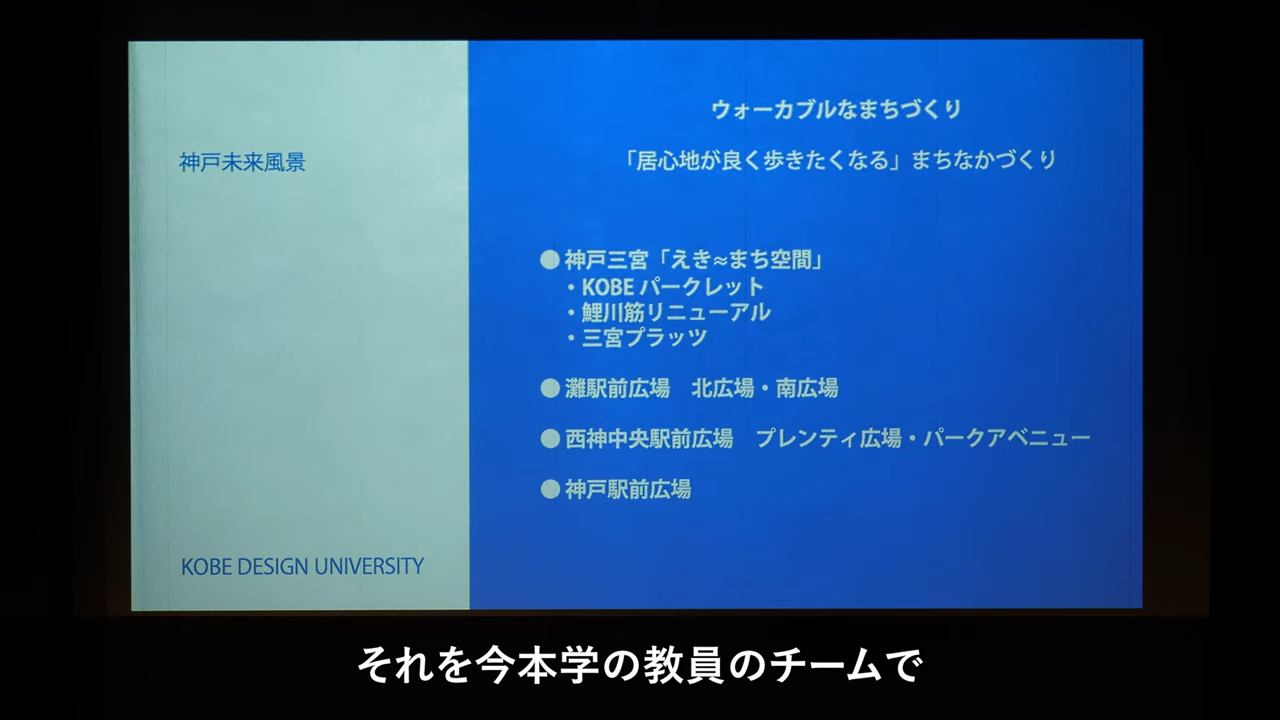 神戸未来風景
KOBE DESIGN UNIVERSITY
ウォーカブルなまちづくり
「居心地が良く歩きたくなる」まちなかづくり
●神戸三宮「えき≈まち空間」
・KOBE パークレット
・鯉川筋リニューアル
・三宮プラッツ
●灘駅前広場　北広場・南広場
●西神中央駅前広場　プレンティ広場・パークアベニュー
●神戸駅前広場
それを今本学の教員のチームで